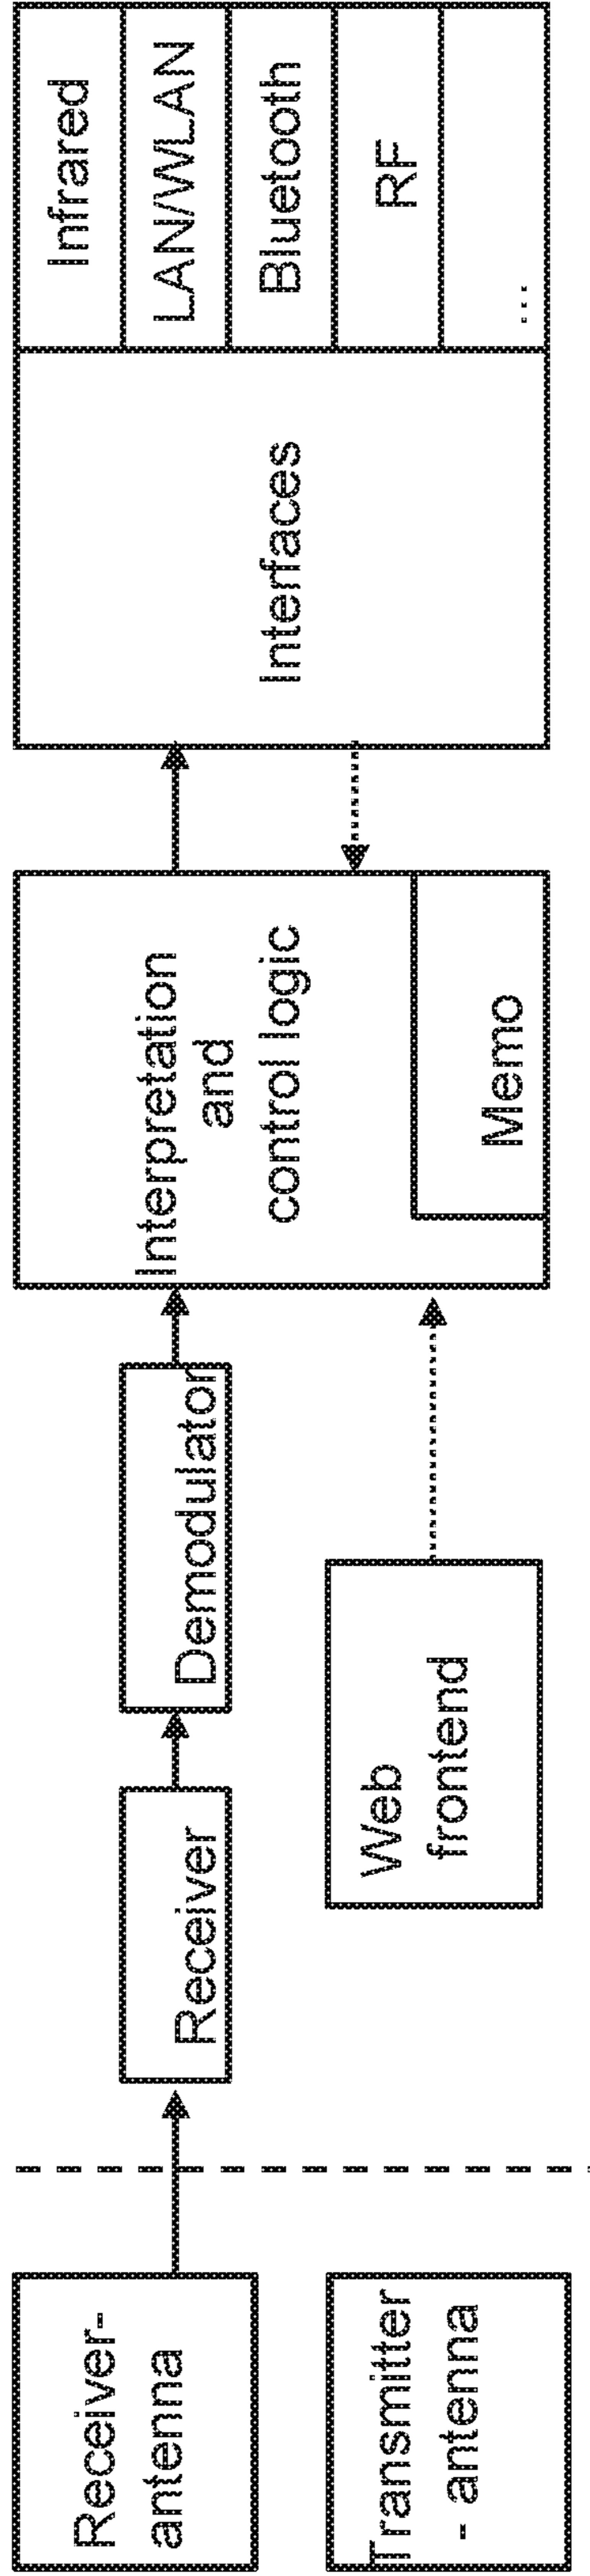 Receiver-
antenna
Transmitter
- antenna
Receiver
Demodulator
Web
frontend
Interpretation
and
control logic
Memo
Interfaces
Infrared
LAN/WLAN
Bluetooth
RF
...